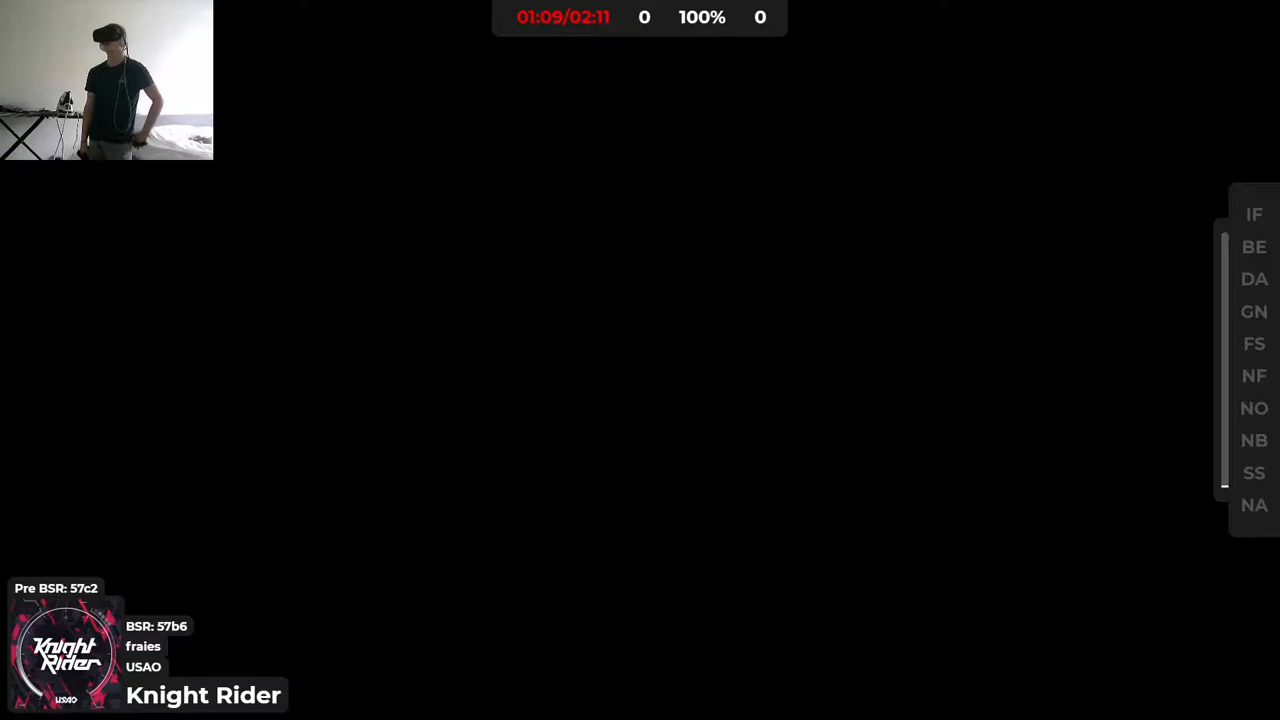 01:09/02:11 0 100% 0
IF
BE
DA
GN
FS
NF
NO
NB
SS
NA
Pre BSR: 57c2
Knight
Rider
USAO
BSR: 57b6
fraies
USAO
Knight Rider